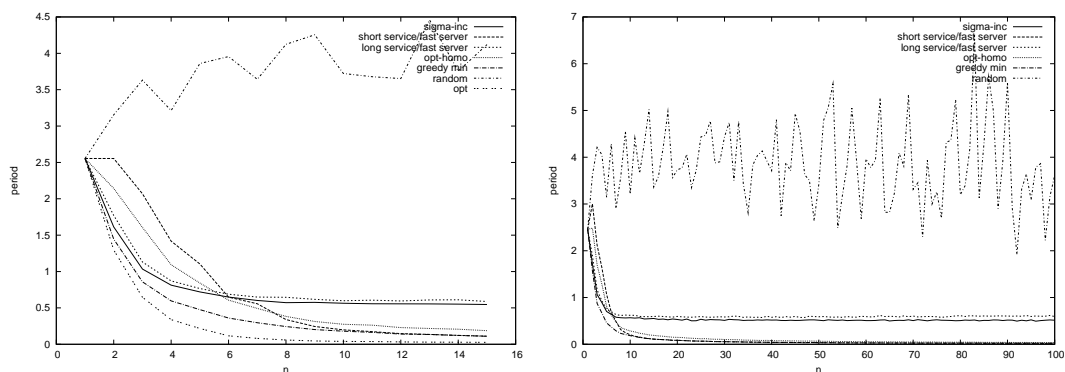 4.5
4
3.5
3
2.5
2
1.5
1
0.5
0
period
0 2 4 6 8 10 12 14 16
n
sigma-inc
short service/fast server
long service/fast server
opt-homo
greedy min
random
opt
7
6
5
4
3
2
1
0
period
0 10 20 30 40 50 60 70 80 90 100
n
sigma-inc
short service/fast server
long service/fast server
opt-homo
greedy min
random